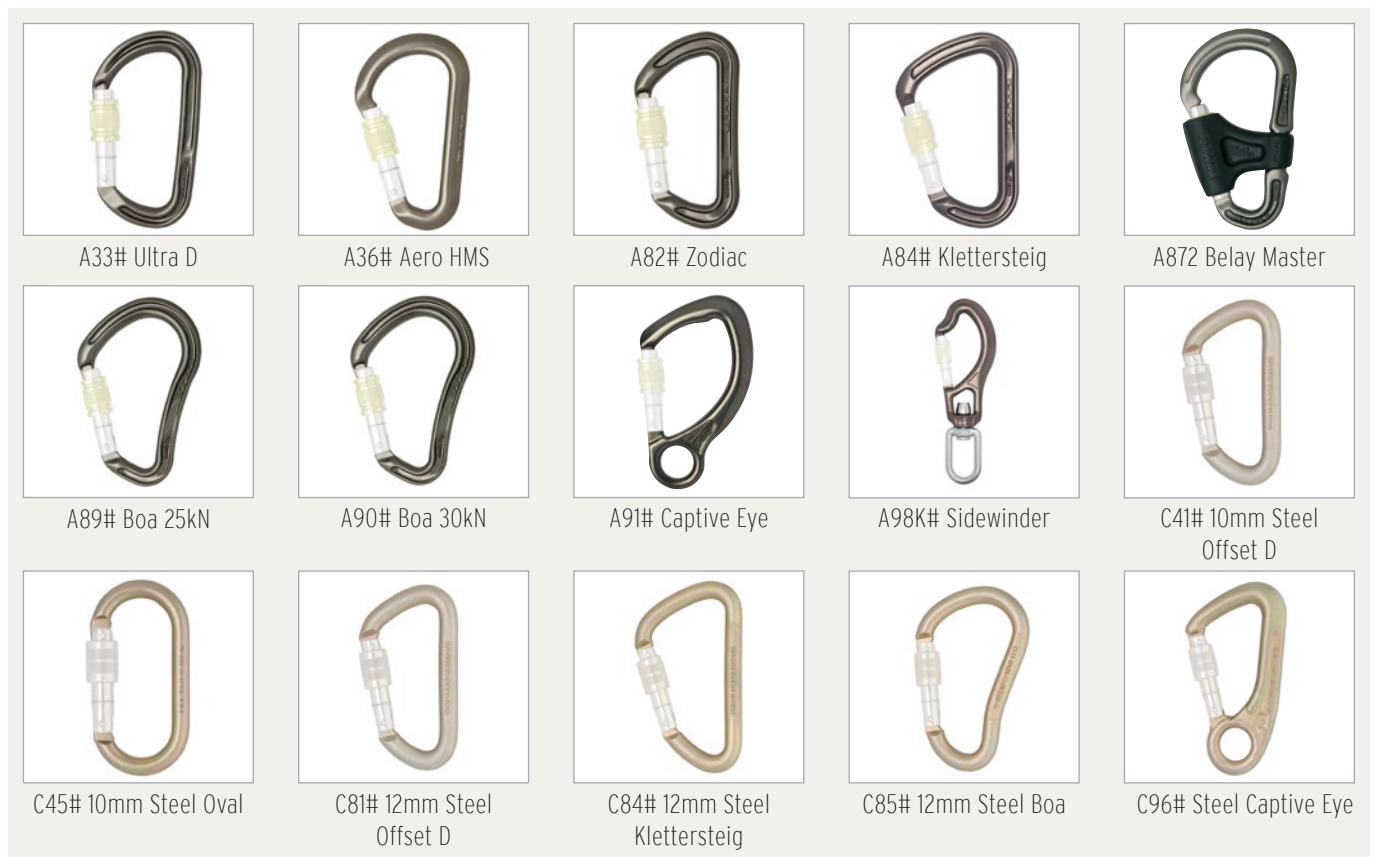 A33# Ultra D
A36# Aero HMS
A82# Zodiac
A84# Klettersteig
A872 Belay Master
A89# Boa 25kN
A90# Boa 30kN
A91# Captive Eye
A98K# Sidewinder
C41# 10mm Steel
Offset D
C45# 10mm Steel Oval
C81# 12mm Steel
Offset D
C84# 12mm Steel
Klettersteig
C85# 12mm Steel Boa
C96# Steel Captive Eye